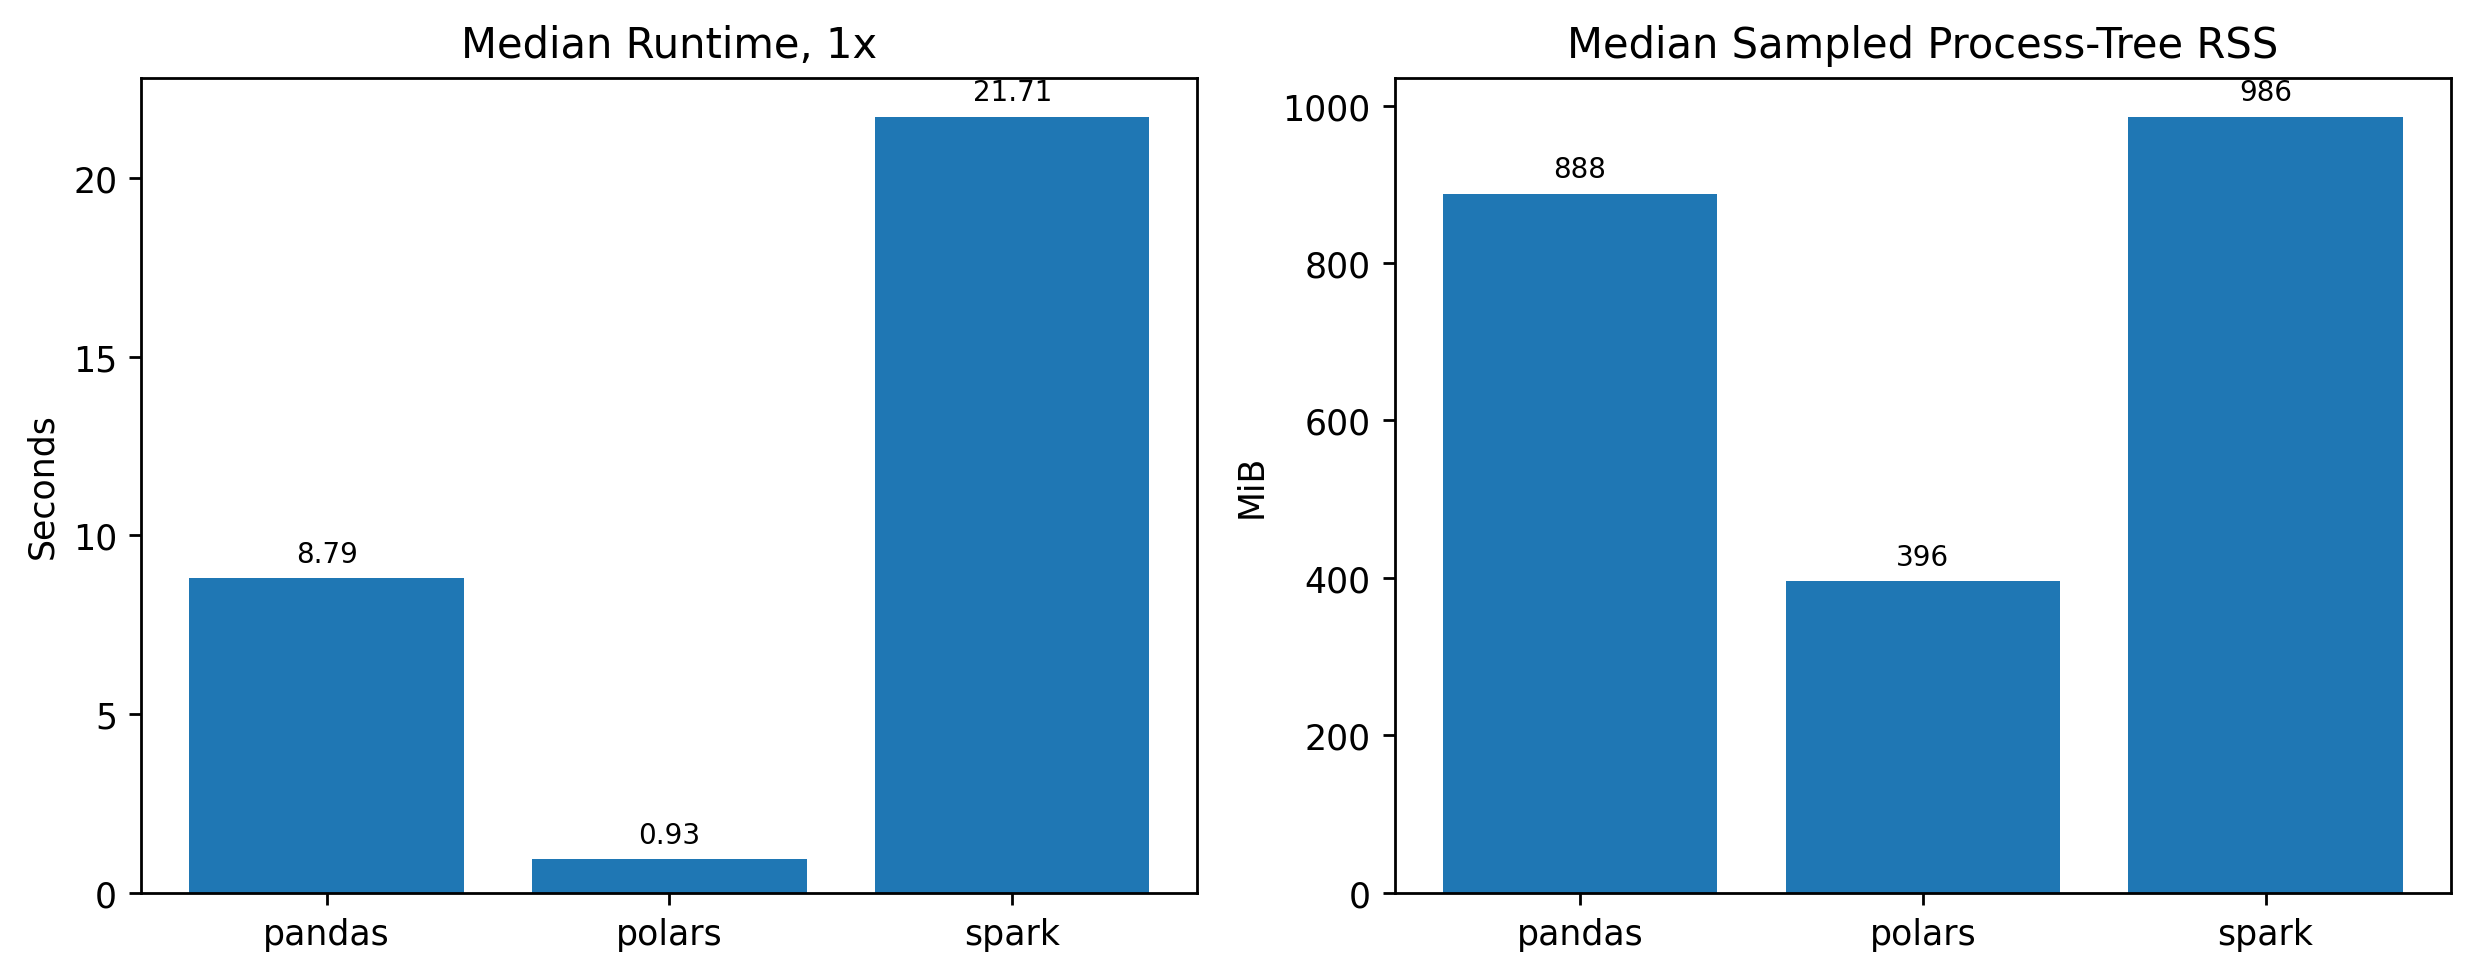 Median Runtime, 1x
Seconds
20
15
10
5
0
21.71
8.79
0.93
pandas
polars
spark
Median Sampled Process-Tree RSS
MiB
1000
800
600
400
200
0
986
888
396
pandas
polars
spark